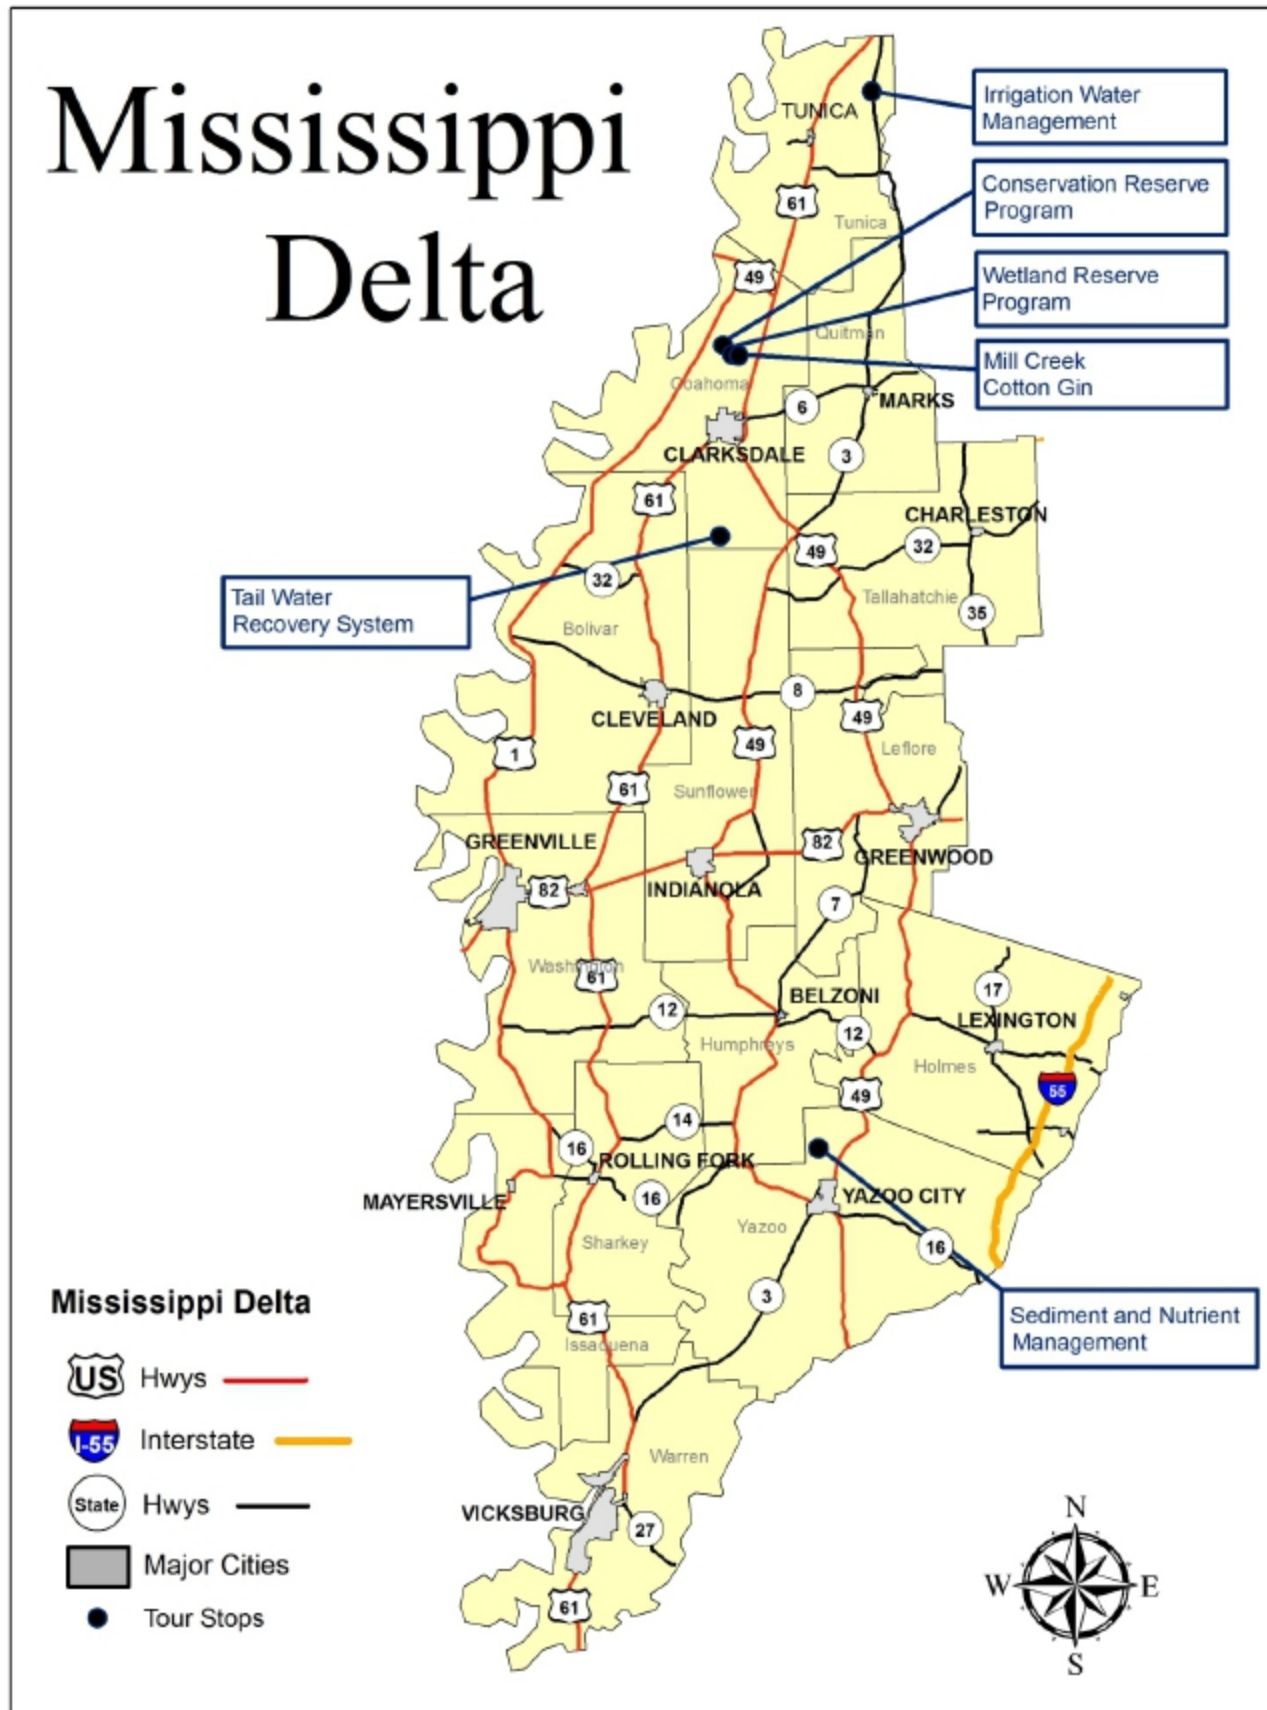 Mississippi
Delta
Irrigation Water
Management
TUNICA
Conservation Reserve
Program
61
Tunica
Wetland Reserve
Program
49
Quitman
Mill Creek
Cotton Gin
Coahoma
6
MARKS
CLARKSDALE
3
61
CHARLESTON
49
32
32
Tail Water
Recovery System
Tallahatchie
35
Bolivar
8
CLEVELAND
49
49
1
Leflore
61
Sunflower
GREENVILLE
82
GREENWOOD
82
INDIANOLA
7
Washington
61
BELZONI
17
12
LEXINGTON
12
Humphreys
Holmes
55
49
14
16
ROLLING FORK
MAYERSVILLE
16
YAZOO CITY
Yazoo
16
Sharkey
3
61
Issaquena
Sediment and Nutrient
Management
Warren
VICKSBURG
27
61
Mississippi Delta
US Hwys
I-55 Interstate
State Hwys
Major Cities
Tour Stops
N
W E
S